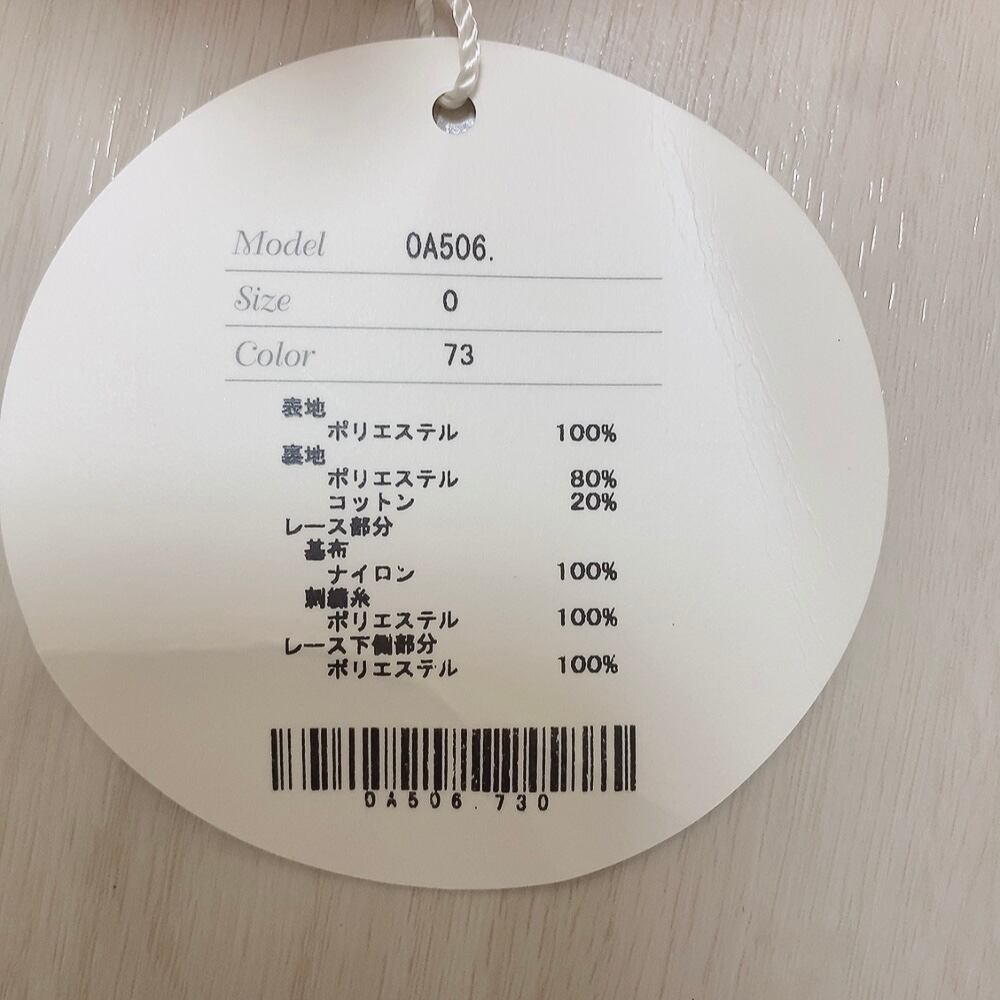 Model 0A506.
Size 0
Color 73
表地
ポリエステル 100%
裏地
ポリエステル 80%
コットン 20%
レース部分
基布
ナイロン 100%
刺繍糸
ポリエステル 100%
レース下側部分
ポリエステル 100%
0A506.730